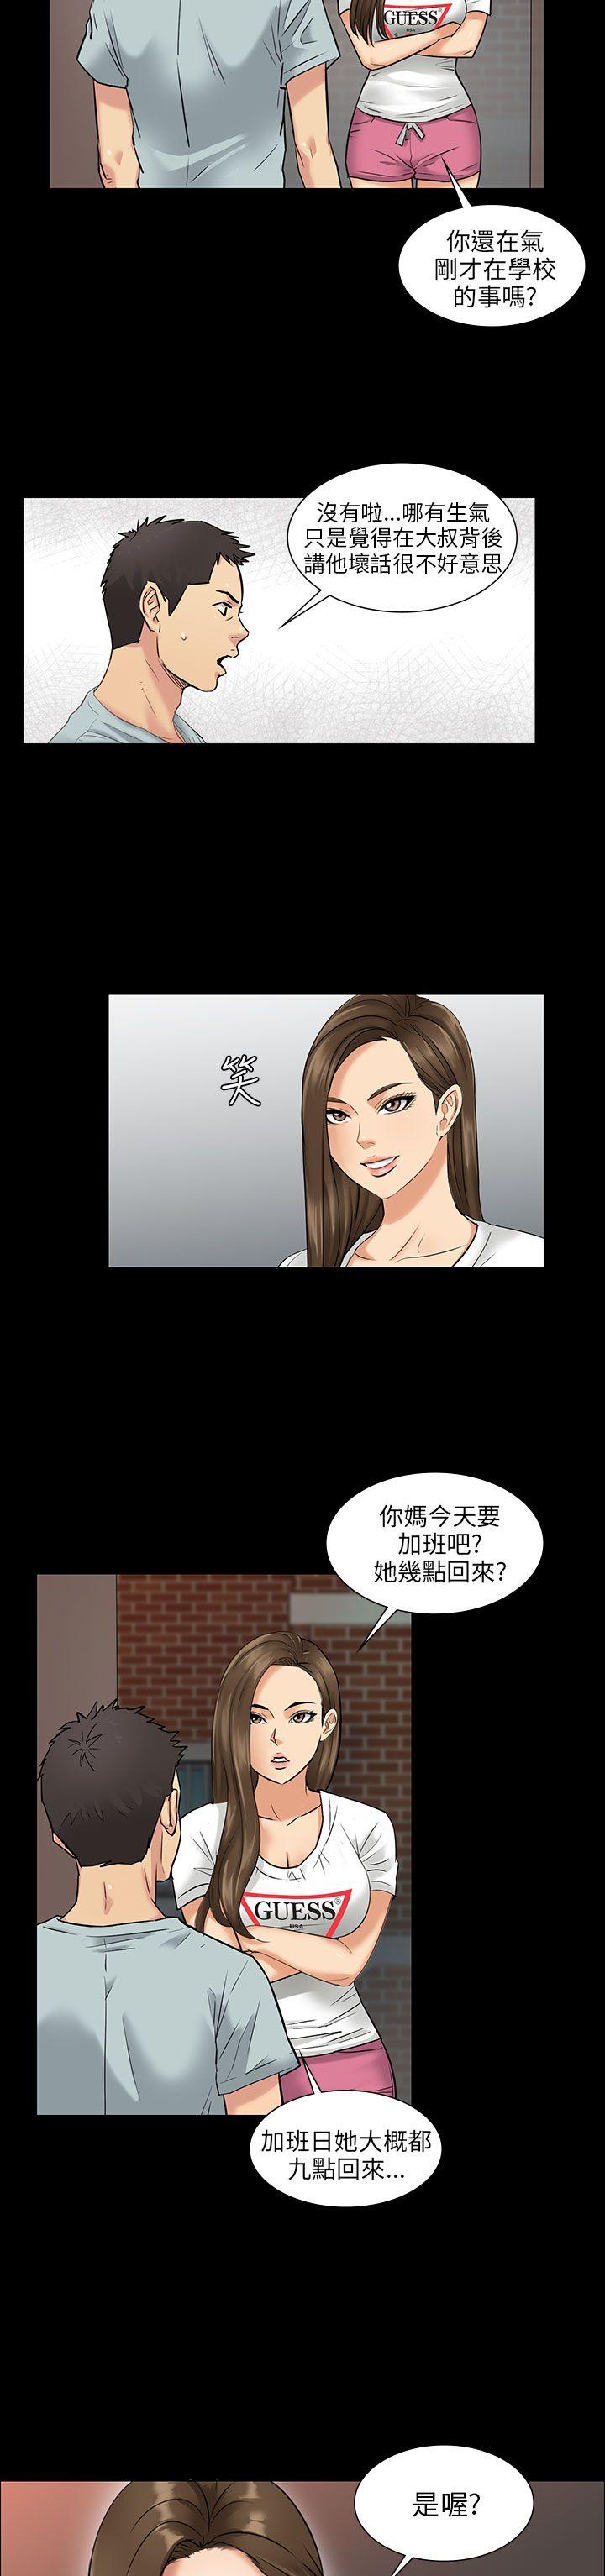 GUESS
USA
你還在氣
剛才在學校
的事嗎?
沒有啦...哪有生氣
只是覺得在大叔背後
講他壞話很不好意思
笑
你媽今天要
加班吧?
她幾點回來?
GUESS®
USA
加班日她大概都
九點回來...
是喔?